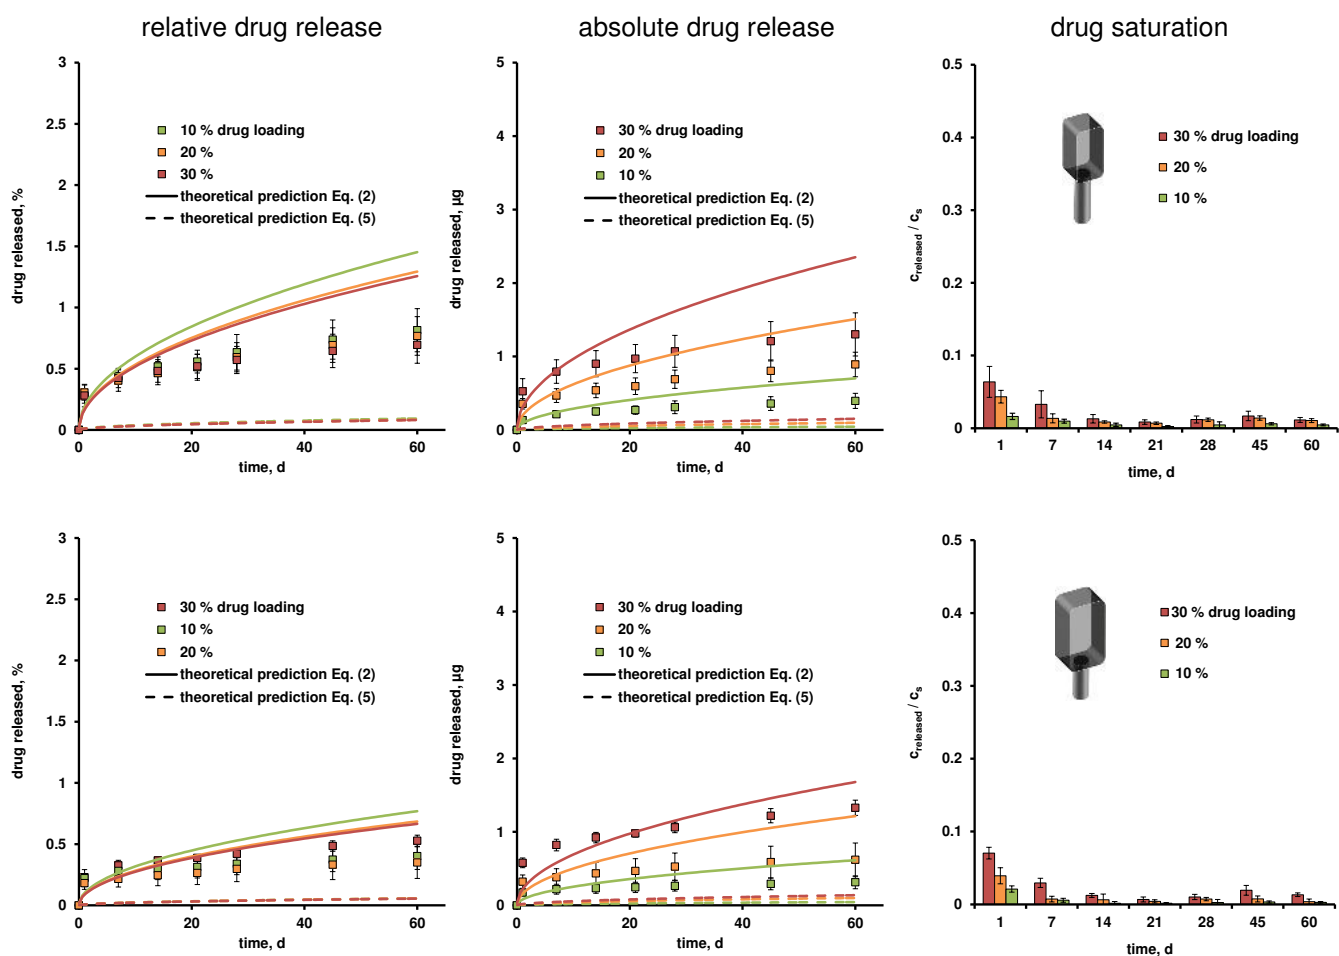 relative drug release
absolute drug release
drug saturation
3
2.5
2
1.5
1
0.5
0
drug released, %
10 % drug loading
20 %
30 %
theoretical prediction Eq. (2)
theoretical prediction Eq. (5)
0
20
40
60
time, d
5
4
3
2
1
0
drug released, µg
30 % drug loading
20 %
10 %
theoretical prediction Eq. (2)
theoretical prediction Eq. (5)
0
20
40
60
time, d
0.5
0.4
0.3
0.2
0.1
0
c released / c s
30 % drug loading
20 %
10 %
1
7
14
21
28
45
60
time, d
3
2.5
2
1.5
1
0.5
0
drug released, %
30 % drug loading
10 %
20 %
theoretical prediction Eq. (2)
theoretical prediction Eq. (5)
0
20
40
60
time, d
5
4
3
2
1
0
drug released, µg
30 % drug loading
20 %
10 %
theoretical prediction Eq. (2)
theoretical prediction Eq. (5)
0
20
40
60
time, d
0.5
0.4
0.3
0.2
0.1
0
c released / c s
30 % drug loading
20 %
10 %
1
7
14
21
28
45
60
time, d